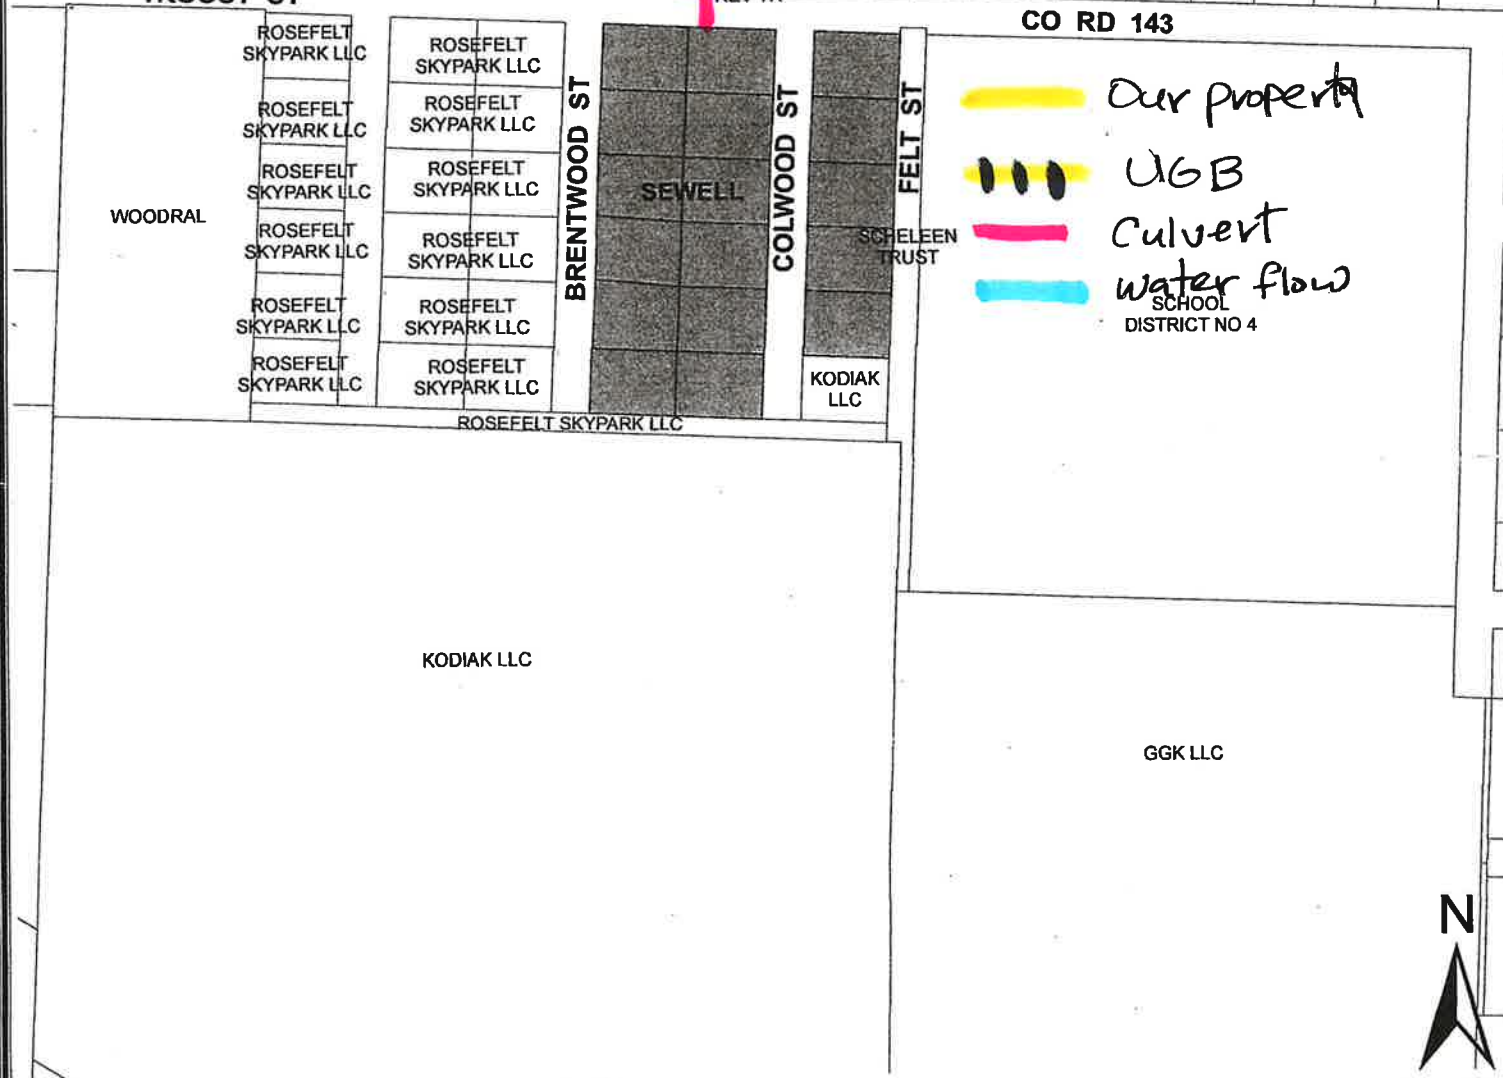 CO RD 143
ROSEFELT
SKYPARK LLC
ROSEFELT
SKYPARK LLC
ROSEFELT
SKYPARK LLC
ROSEFELT
SKYPARK LLC
ROSEFELT
SKYPARK LLC
ROSEFELT
SKYPARK LLC
ROSEFELT
SKYPARK LLC
ROSEFELT
SKYPARK LLC
ROSEFELT
SKYPARK LLC
ROSEFELT
SKYPARK LLC
ROSEFELT
SKYPARK LLC
ROSEFELT
SKYPARK LLC
WOODRAL
BRENTWOOD ST
SEWELL
COLWOOD ST
FELT ST
SCHELEEN
TRUST
Our property
UGB
Culvert
water flow
SCHOOL
DISTRICT NO 4
KODIAK
LLC
ROSEFELT SKYPARK LLC
KODIAK LLC
GGK LLC
N